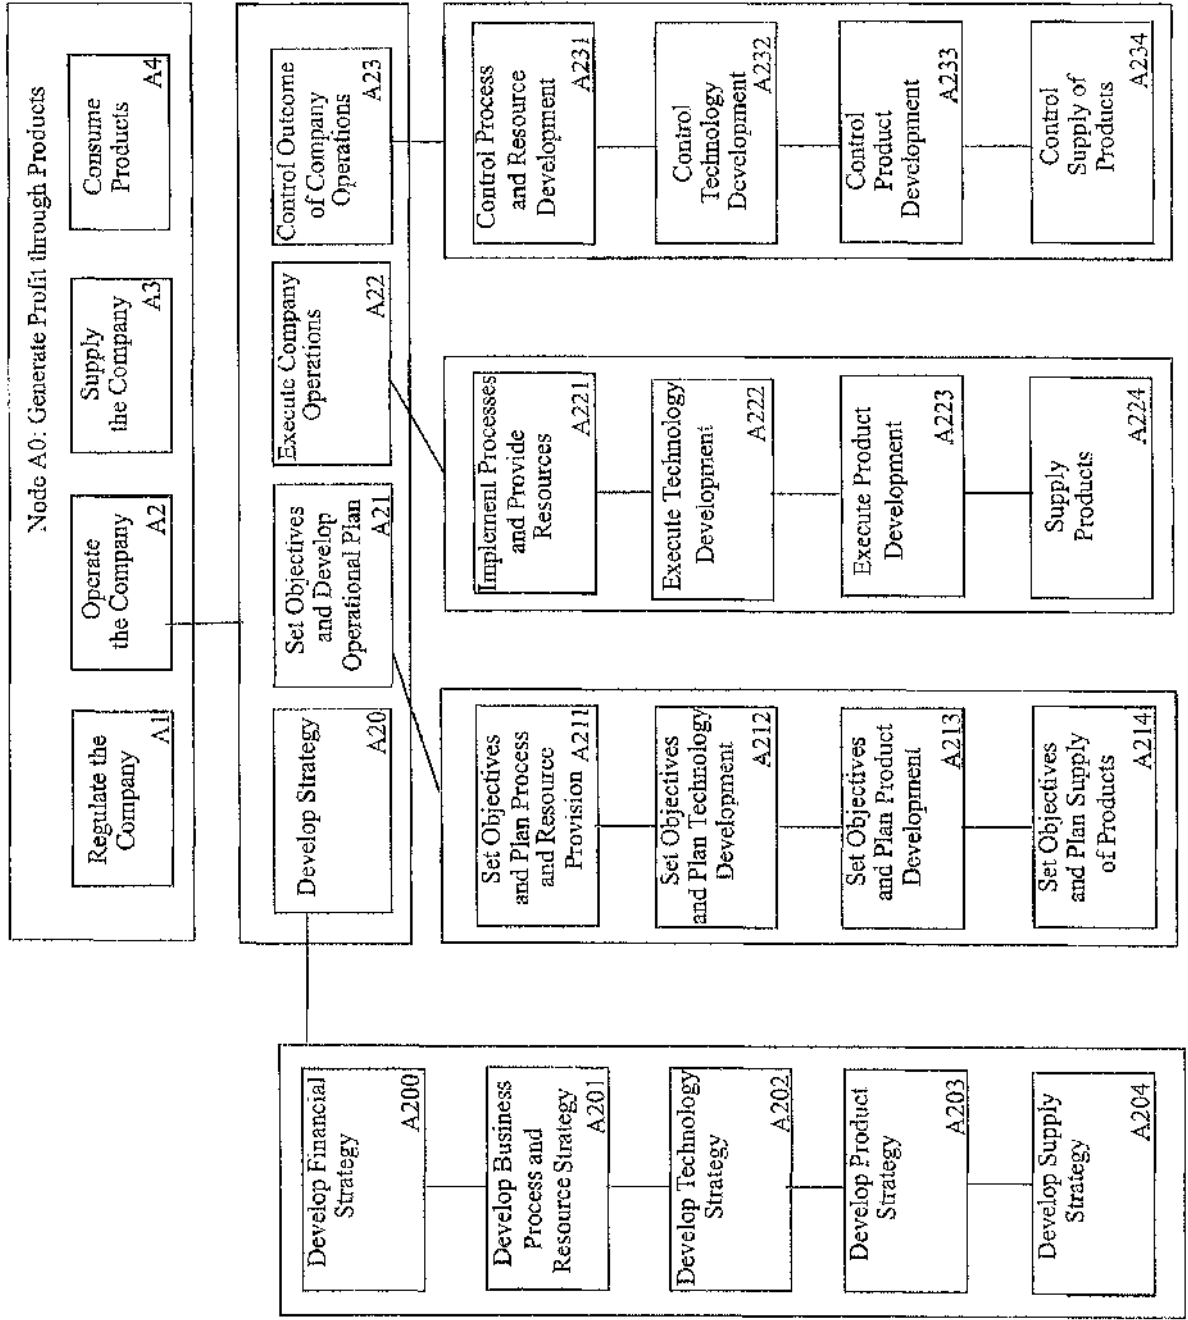 Node A0: Generate Profit through Products
Regulate the
Company
A1
Operate
the Company
A2
Supply
the Company
A3
Consume
Products
A4
Develop Strategy
A20
Set Objectives
and Develop
Operational Plan
A21
Execute Company
Operations
A22
Control Outcome
of Company
Operations
A23
Develop Financial
Strategy
A200
Develop Business
Process and
Resource Strategy
A201
Develop Technology
Strategy
A202
Develop Product
Strategy
A203
Develop Supply
Strategy
A204
Set Objectives
and Plan Process
and Resource
Provision A211
Set Objectives
and Plan Technology
Development
A212
Set Objectives
and Plan Product
Development
A213
Set Objectives
and Plan Supply
of Products
A214
Implement Processes
and Provide
Resources
A221
Execute Technology
Development
A222
Execute Product
Development
A223
Supply
Products
A224
Control Process
and Resource
Development
A231
Control
Technology
Development
A232
Control
Product
Development
A233
Control
Supply of
Products
A234